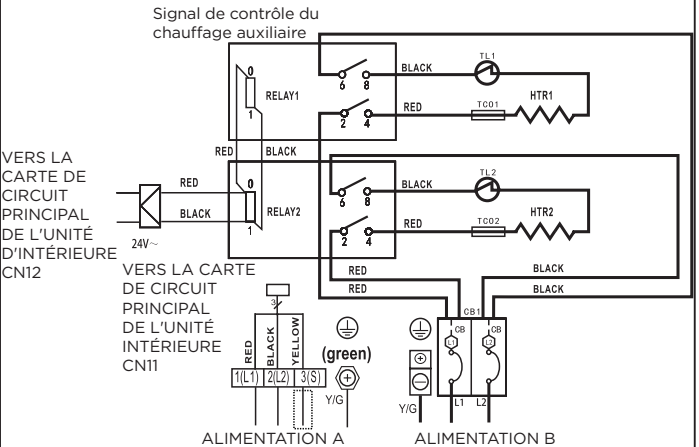 Signal de contrôle du
chauffage auxiliaire
0
1
RELAY1
6 8
2 4
BLACK
RED
TL1
TCO1
HTR1
RED
BLACK
VERS LA
CARTE DE
CIRCUIT
PRINCIPAL
DE L'UNITÉ
D'INTÉRIEURE
CN12
RED
BLACK
24V~
0
1
RELAY2
6 8
2 4
BLACK
RED
TL2
TCO2
HTR2
RED
RED
BLACK
BLACK
VERS LA CARTE
DE CIRCUIT
PRINCIPAL
DE L'UNITÉ
INTÉRIEURE
CN11
3
RED
BLACK
YELLOW
1(L1) 2(L2) 3(S)
(green)
Y/G
Y/G
CB1
CB CB
L1 L2
L1 L2
ALIMENTATION A
ALIMENTATION B